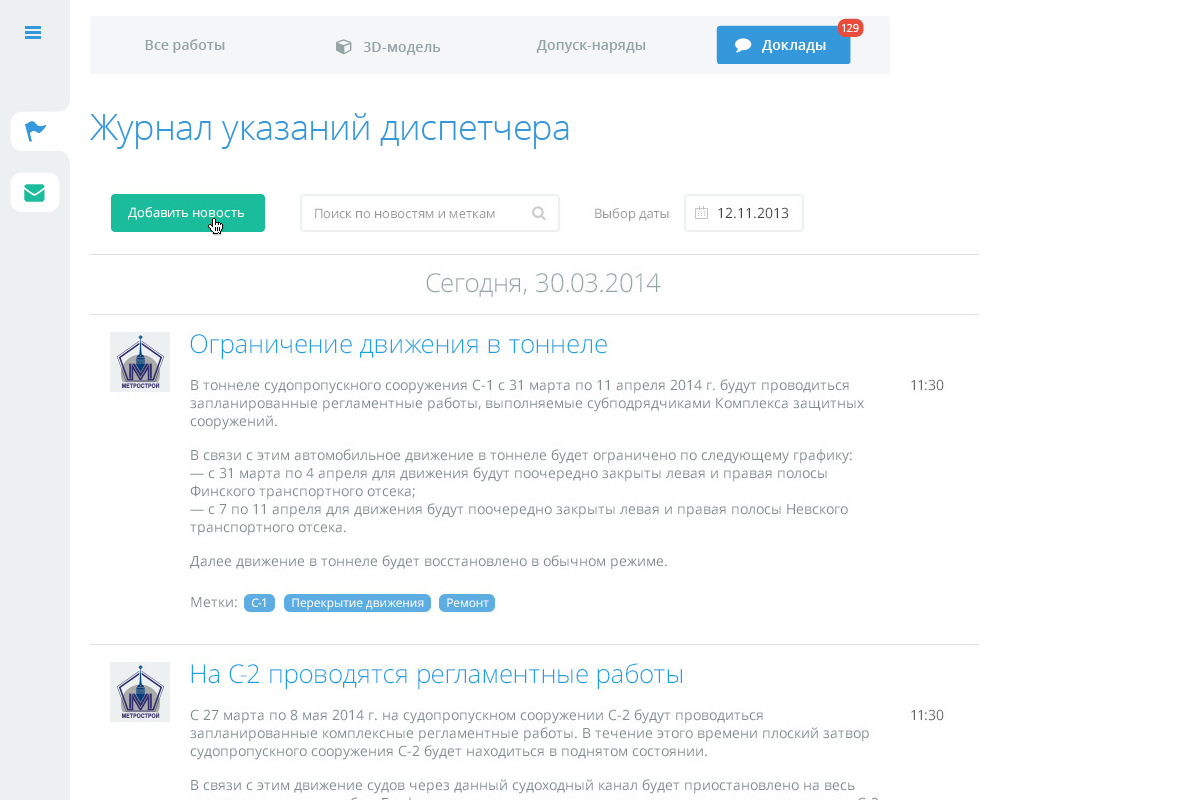 Все работы
3D-модель
Допуск-наряды
Доклады
129
Журнал указаний диспетчера
Добавить новость
Поиск по новостям и меткам
Выбор даты
12.11.2013
Сегодня, 30.03.2014
МЕТРОСТРОЙ
Ограничение движения в тоннеле
В тоннеле судопропускного сооружения С-1 с 31 марта по 11 апреля 2014 г. будут проводиться
11:30
запланированные регламентные работы, выполняемые субподрядчиками Комплекса защитных
сооружений.
В связи с этим автомобильное движение в тоннеле будет ограничено по следующему графику:
— с 31 марта по 4 апреля для движения будут поочередно закрыты левая и правая полосы
Финского транспортного отсека;
— с 7 по 11 апреля для движения будут поочередно закрыты левая и правая полосы Невского
транспортного отсека.
Далее движение в тоннеле будет восстановлено в обычном режиме.
Метки: С-1 Перекрытие движения Ремонт
МЕТРОСТРОЙ
На С-2 проводятся регламентные работы
С 27 марта по 8 мая 2014 г. на судопропускном сооружении С-2 будут проводиться
11:30
запланированные комплексные регламентные работы. В течение этого времени плоский затвор
судопропускного сооружения С-2 будет находиться в поднятом состоянии.
В связи с этим движение судов через данный судоходный канал будет приостановлено на весь